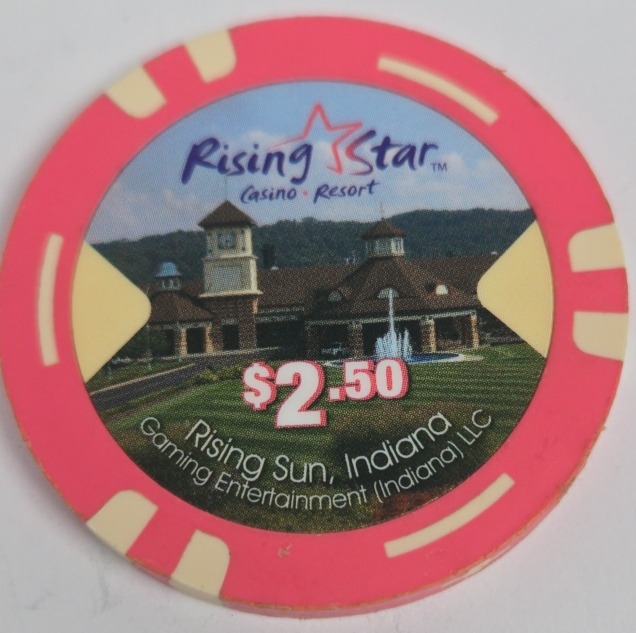 Rising Star™
Casino • Resort
$2.50
Rising Sun, Indiana
Gaming Entertainment (Indiana) LLC